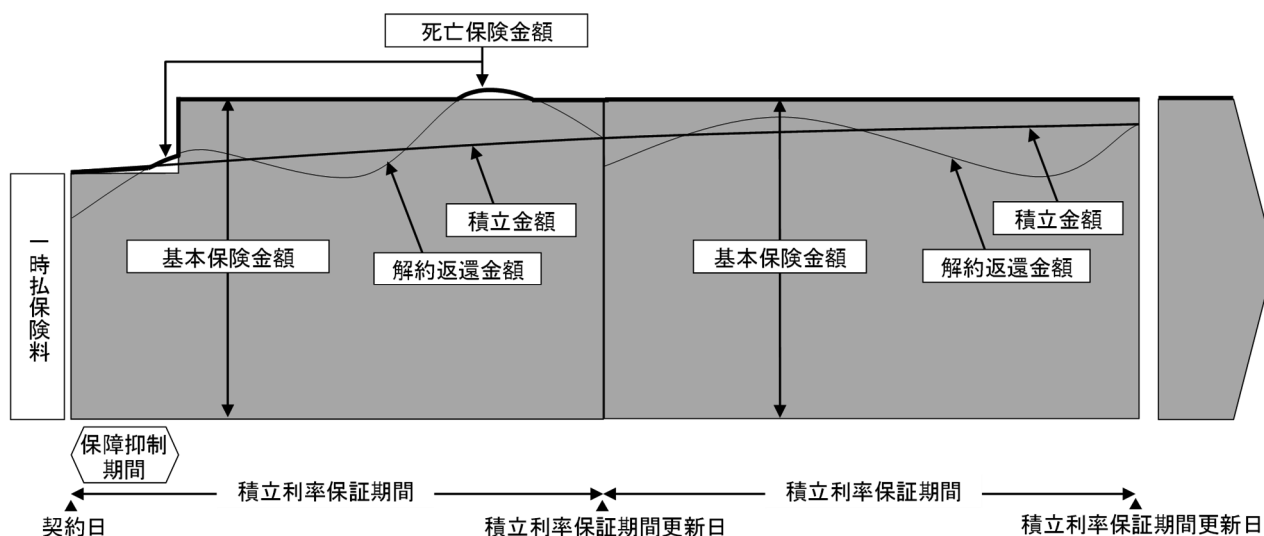 死亡保険金額
積立金額
積立金額
基本保険金額
解約返還金額
基本保険金額
解約返還金額
一時払保険料
保障抑制
期間
積立利率保証期間
積立利率保証期間
契約日
積立利率保証期間更新日
積立利率保証期間更新日